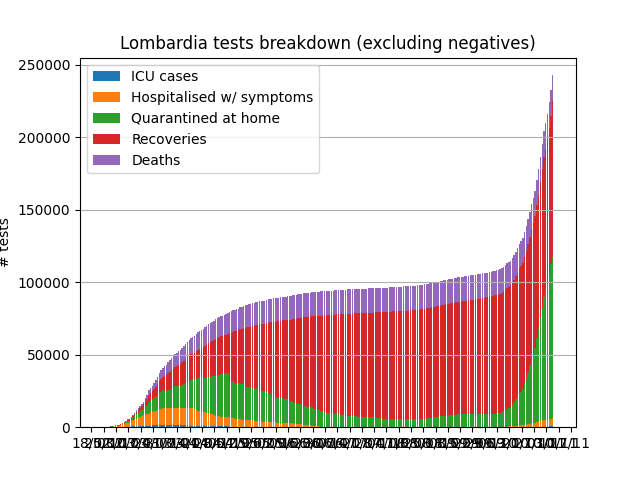 Lombardia tests breakdown (excluding negatives)
250000
200000
150000
100000
50000
0
# tests
ICU cases
Hospitalised w/ symptoms
Quarantined at home
Recoveries
Deaths